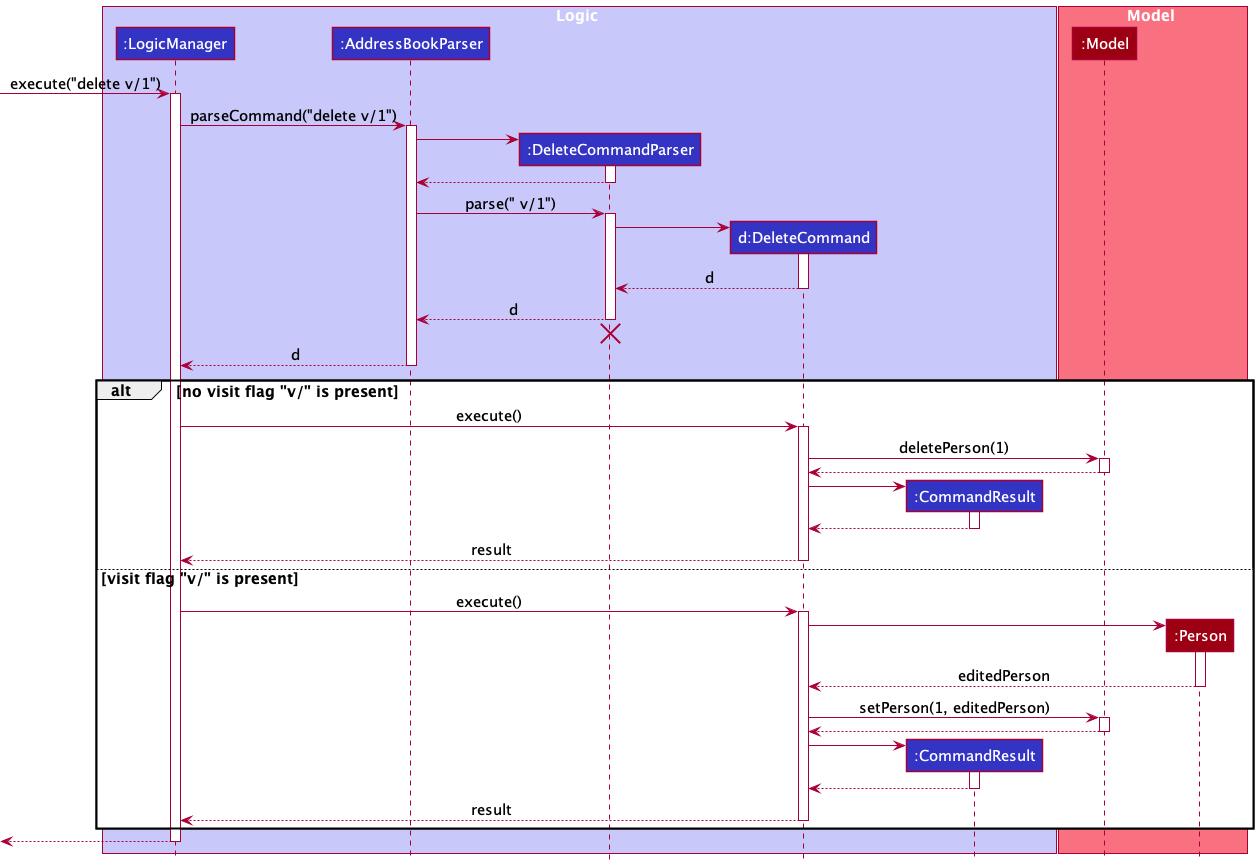 Logic
Model
:LogicManager
:AddressBookParser
:Model
execute("delete v/1")
parseCommand("delete v/1")
:DeleteCommandParser
parse(" v/1")
d:DeleteCommand
d
d
d
alt
[no visit flag "v/" is present]
execute()
deletePerson(1)
:CommandResult
result
[visit flag "v/" is present]
execute()
:Person
editedPerson
setPerson(1, editedPerson)
:CommandResult
result